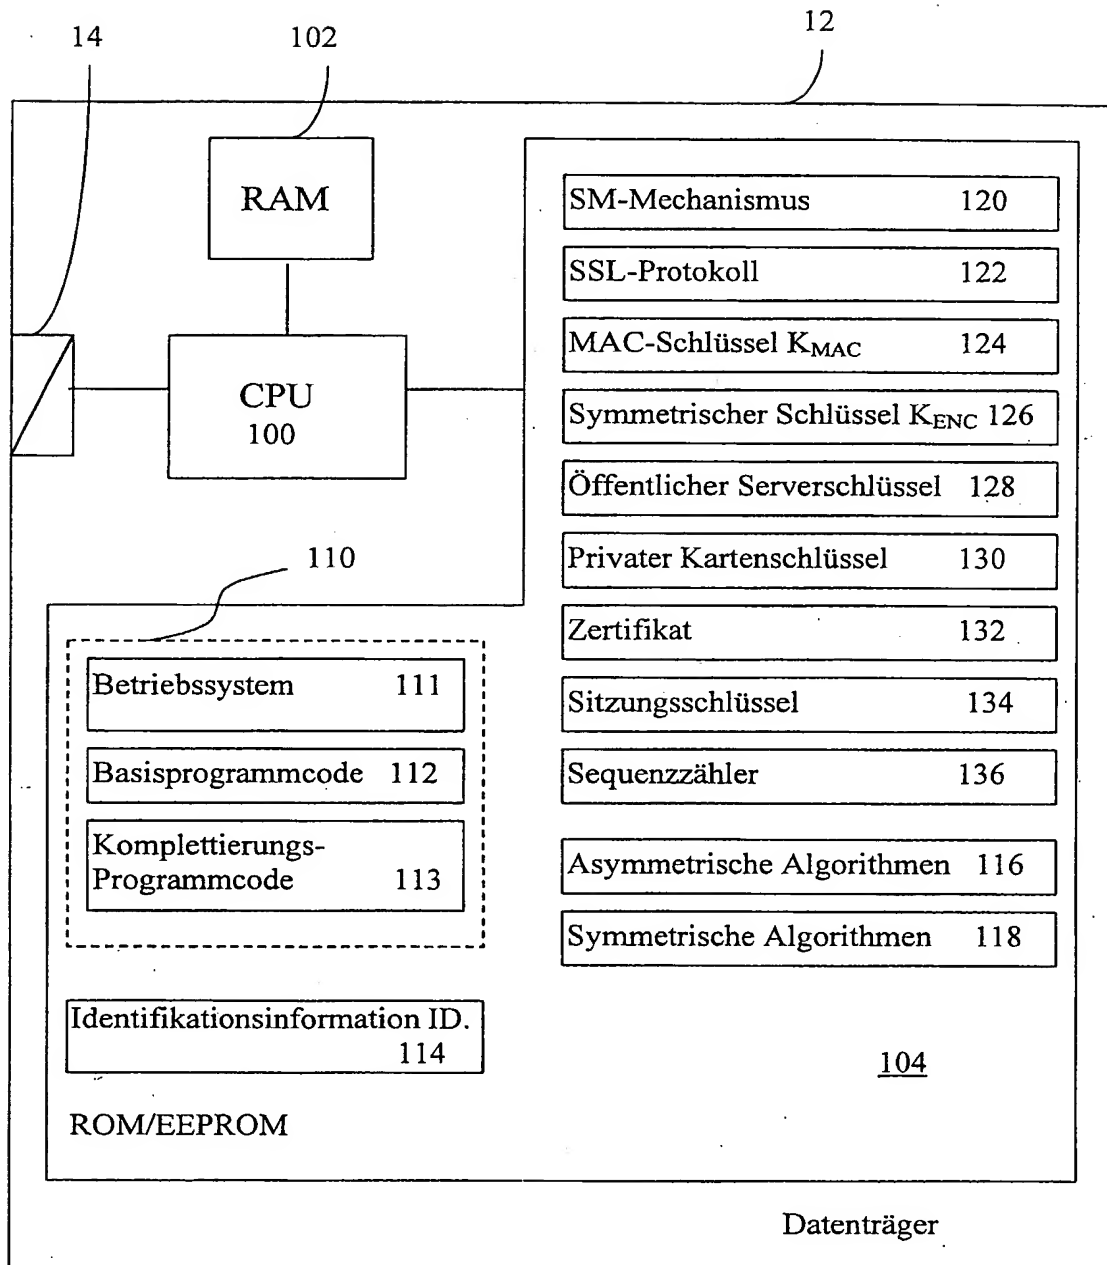 14
102
12
RAM
CPU
100
SM-Mechanismus 120
SSL-Protokoll 122
MAC-Schlüssel KMAC 124
Symmetrischer Schlüssel KENC 126
Öffentlicher Serverschlüssel 128
Privater Kartenschlüssel 130
Zertifikat 132
Sitzungsschlüssel 134
Sequenzzähler 136
Asymmetrische Algorithmen 116
Symmetrische Algorithmen 118
110
Betriebssystem 111
Basisprogrammcode 112
Komplettierungs-
Programmcode 113
Identifikationsinformation ID.
114
104
ROM/EEPROM
Datenträger